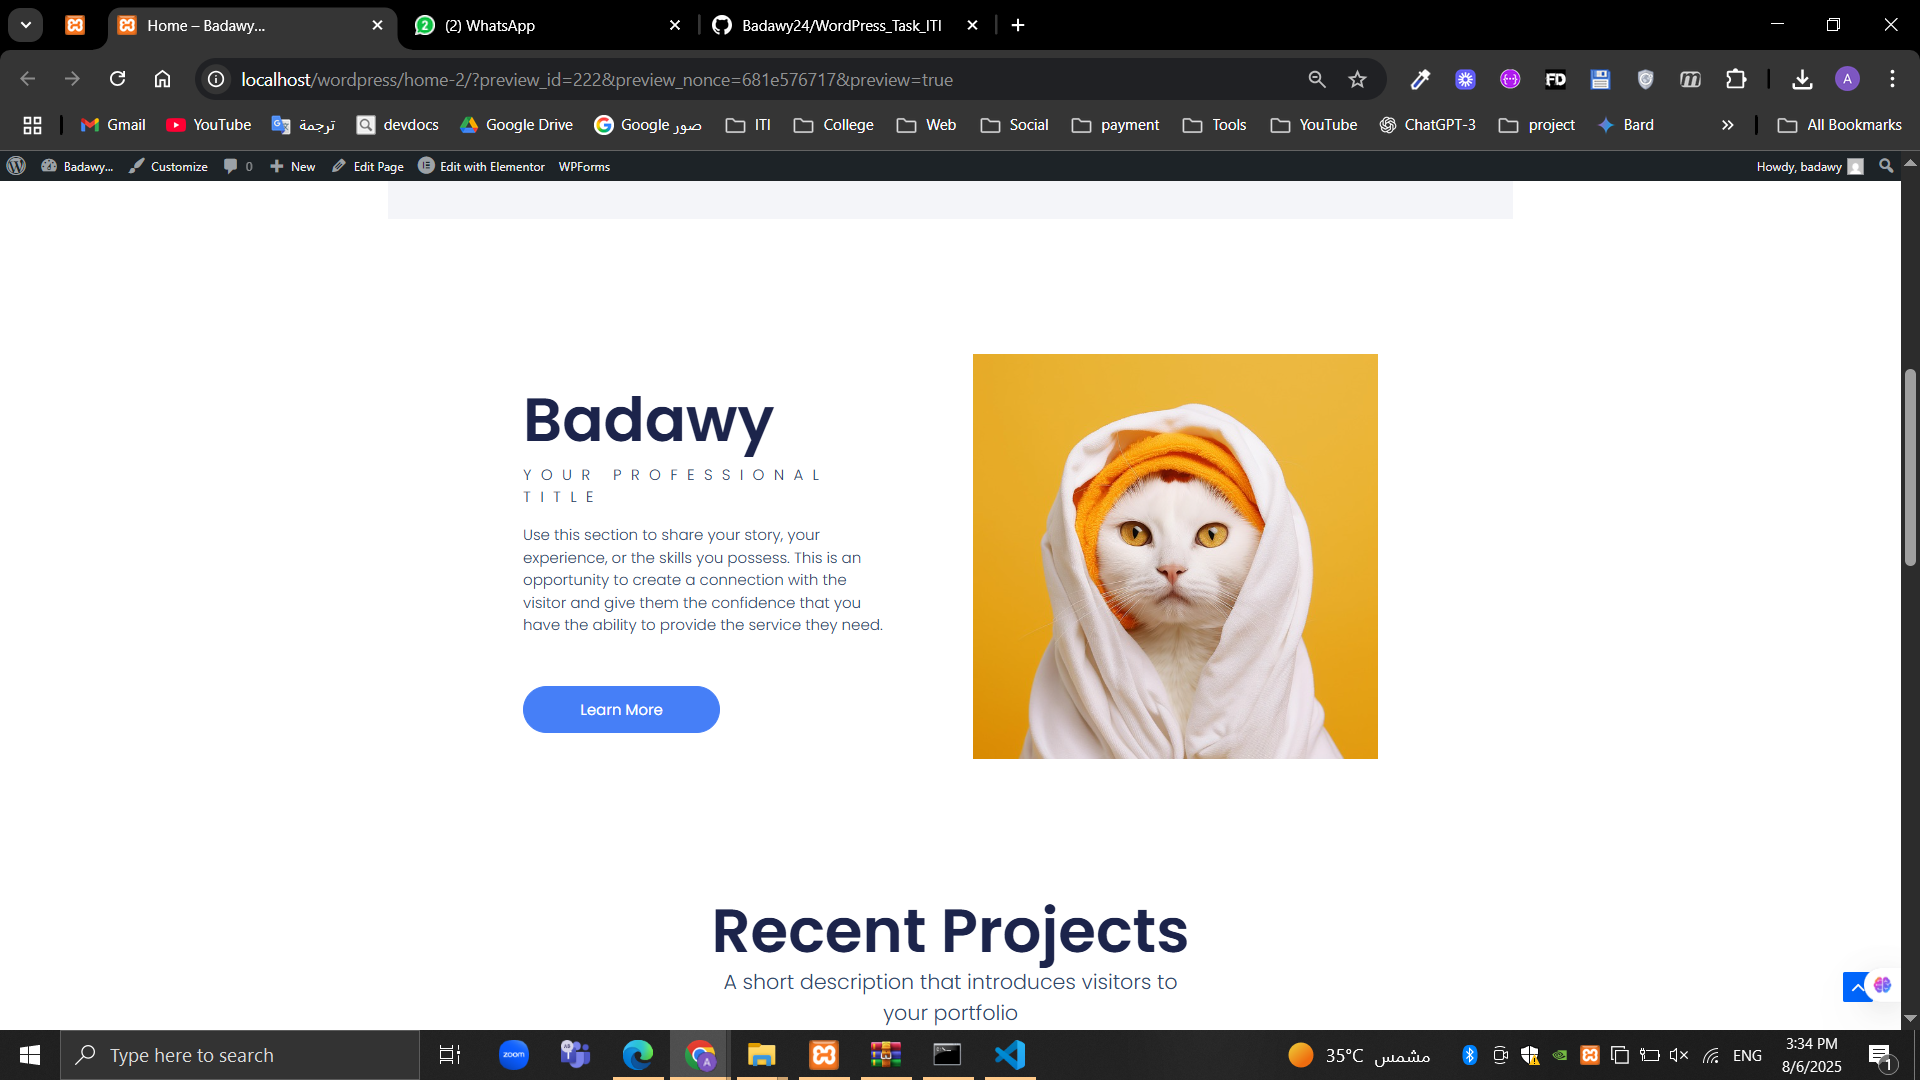 Home – Badawy...
(2) WhatsApp
Badawy24/WordPress_Task_ITI
localhost/wordpress/home-2/?preview_id=222&preview_nonce=681e576717&preview=true
FD
A
Gmail
YouTube
ترجمة
devdocs
Google Drive
صور Google
ITI
College
Web
Social
payment
Tools
YouTube
ChatGPT-3
project
Bard
All Bookmarks
Badawy...
Customize
0
New
Edit Page
Edit with Elementor
WPForms
Howdy, badawy
Badawy
YOUR PROFESSIONAL
TITLE
Use this section to share your story, your
experience, or the skills you possess. This is an
opportunity to create a connection with the
visitor and give them the confidence that you
have the ability to provide the service they need.
Learn More
Recent Projects
A short description that introduces visitors to
your portfolio
Type here to search
zoom
35°C مشمس
ENG
3:34 PM
8/6/2025
1